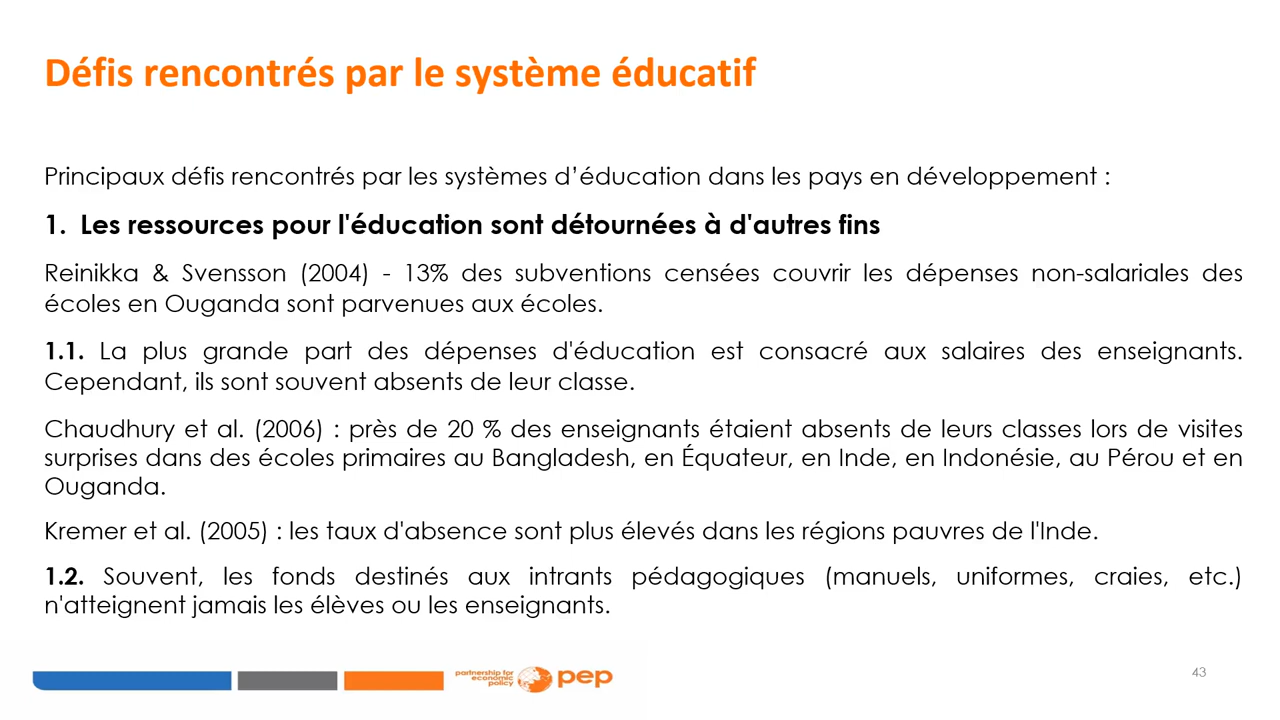 Défis rencontrés par le système éducatif
Principaux défis rencontrés par les systèmes d’éducation dans les pays en développement :
1. Les ressources pour l'éducation sont détournées à d'autres fins
Reinikka & Svensson (2004) - 13% des subventions censées couvrir les dépenses non-salariales des
écoles en Ouganda sont parvenues aux écoles.
1.1. La plus grande part des dépenses d'éducation est consacré aux salaires des enseignants.
Cependant, ils sont souvent absents de leur classe.
Chaudhury et al. (2006) : près de 20 % des enseignants étaient absents de leurs classes lors de visites
surprises dans des écoles primaires au Bangladesh, en Équateur, en Inde, en Indonésie, au Pérou et en
Ouganda.
Kremer et al. (2005) : les taux d'absence sont plus élevés dans les régions pauvres de l'Inde.
1.2. Souvent, les fonds destinés aux intrants pédagogiques (manuels, uniformes, craies, etc.)
n'atteignent jamais les élèves ou les enseignants.
partnership for
economic
policy
pep
43